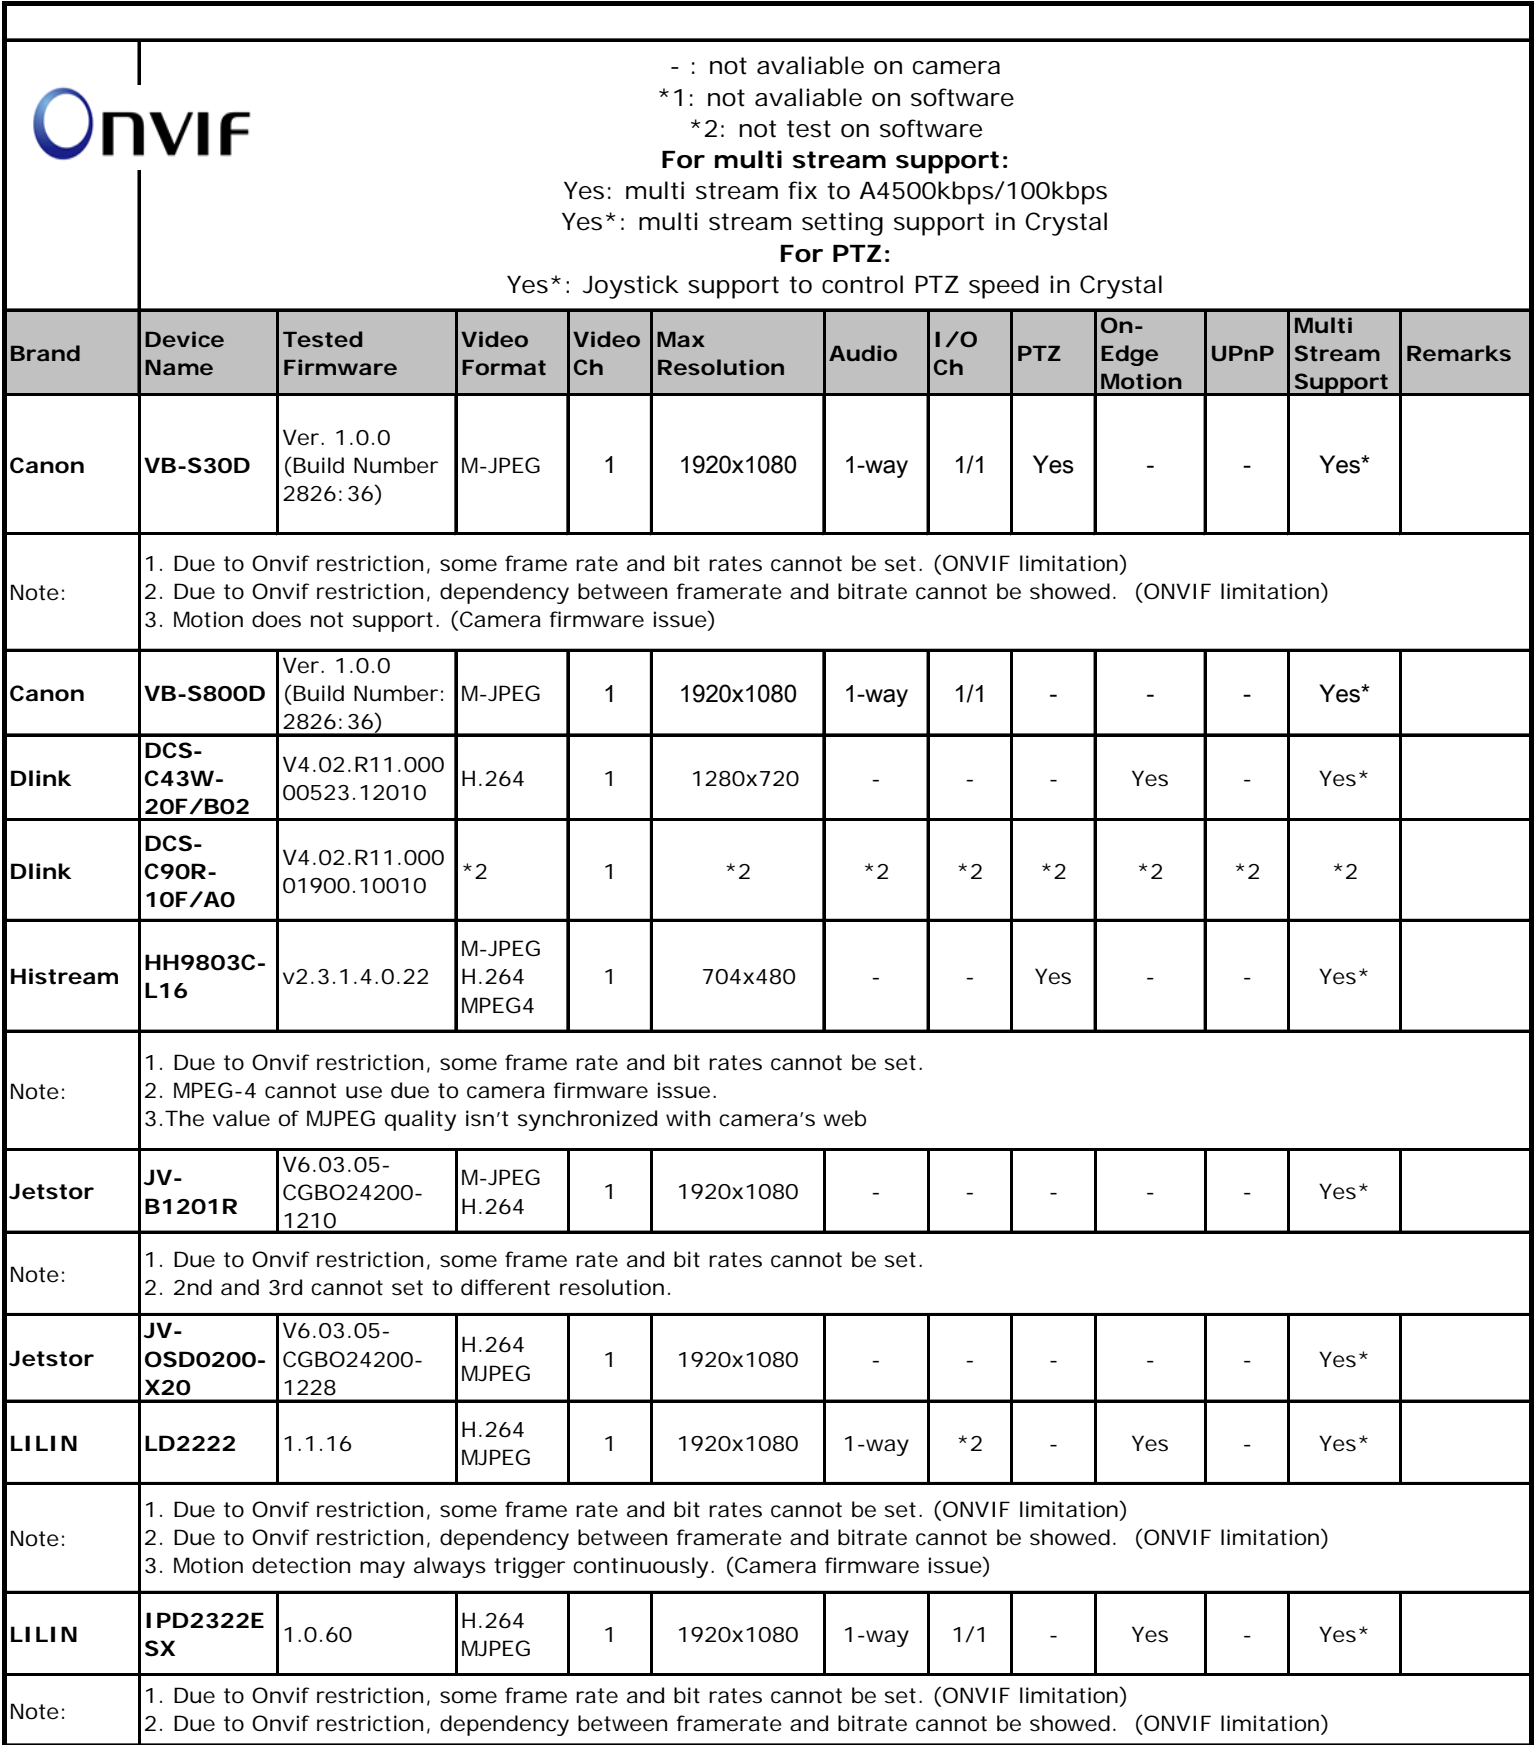 - : not avaliable on camera
*1: not avaliable on software
*2: not test on software
For multi stream support:
Yes: multi stream fix to A4500kbps/100kbps
Yes*: multi stream setting support in Crystal
For PTZ:
Yes*: Joystick support to control PTZ speed in Crystal
ONVIF
Brand Device Name Tested Firmware Video Format Video Ch Max Resolution Audio I/O Ch PTZ On-Edge Motion UPnP Multi Stream Support Remarks
Canon VB-S30D Ver. 1.0.0 (Build Number 2826:36) M-JPEG 1 1920x1080 1-way 1/1 Yes - - Yes*
Note:
1. Due to Onvif restriction, some frame rate and bit rates cannot be set. (ONVIF limitation)
2. Due to Onvif restriction, dependency between framerate and bitrate cannot be showed. (ONVIF limitation)
3. Motion does not support. (Camera firmware issue)
Canon VB-S800D Ver. 1.0.0 (Build Number: 2826:36) M-JPEG 1 1920x1080 1-way 1/1 - - - Yes*
Dlink DCS-C43W-20F/B02 V4.02.R11.00000523.12010 H.264 1 1280x720 - - - Yes - Yes*
Dlink DCS-C90R-10F/A0 V4.02.R11.00001900.10010 *2 1 *2 *2 *2 *2 *2 *2 *2
Histream HH9803C-L16 v2.3.1.4.0.22 M-JPEG H.264 MPEG4 1 704x480 - - Yes - - Yes*
Note:
1. Due to Onvif restriction, some frame rate and bit rates cannot be set.
2. MPEG-4 cannot use due to camera firmware issue.
3.The value of MJPEG quality isn't synchronized with camera's web
Jetstor JV-B1201R V6.03.05-CGBO24200-1210 M-JPEG H.264 1 1920x1080 - - - - - Yes*
Note:
1. Due to Onvif restriction, some frame rate and bit rates cannot be set.
2. 2nd and 3rd cannot set to different resolution.
Jetstor JV-OSD0200-X20 V6.03.05-CGBO24200-1228 H.264 MJPEG 1 1920x1080 - - - - - Yes*
LILIN LD2222 1.1.16 H.264 MJPEG 1 1920x1080 1-way *2 - Yes - Yes*
Note:
1. Due to Onvif restriction, some frame rate and bit rates cannot be set. (ONVIF limitation)
2. Due to Onvif restriction, dependency between framerate and bitrate cannot be showed. (ONVIF limitation)
3. Motion detection may always trigger continuously. (Camera firmware issue)
LILIN IPD2322ESX 1.0.60 H.264 MJPEG 1 1920x1080 1-way 1/1 - Yes - Yes*
Note:
1. Due to Onvif restriction, some frame rate and bit rates cannot be set. (ONVIF limitation)
2. Due to Onvif restriction, dependency between framerate and bitrate cannot be showed. (ONVIF limitation)